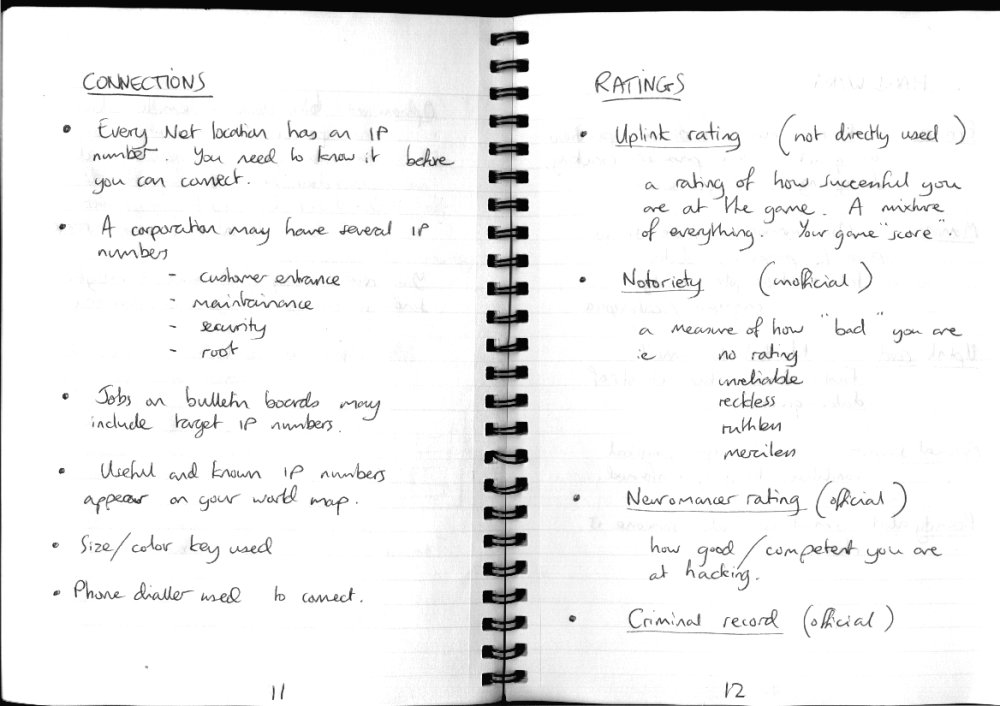 CONNECTIONS
• Every Net location has an IP
number. You need to know it before
you can connect.
• A corporation may have several IP
numbers
- customer entrance
- maintainance
- security
- root
• Jobs on bulletin boards may
include target IP numbers.
• Useful and known IP numbers
appear on your world map.
• Size/color key used
• Phone dialler used to connect.
11
RATINGS
• Uplink rating (not directly used)
a rating of how successful you
are at the game. A mixture
of everything. Your game "score"
• Notoriety (unofficial)
a measure of how "bad" you are
ie no rating
unreliable
reckless
ruthless
merciless
• Neuromancer rating (official)
how good/competent you are
at hacking.
• Criminal record (official)
12